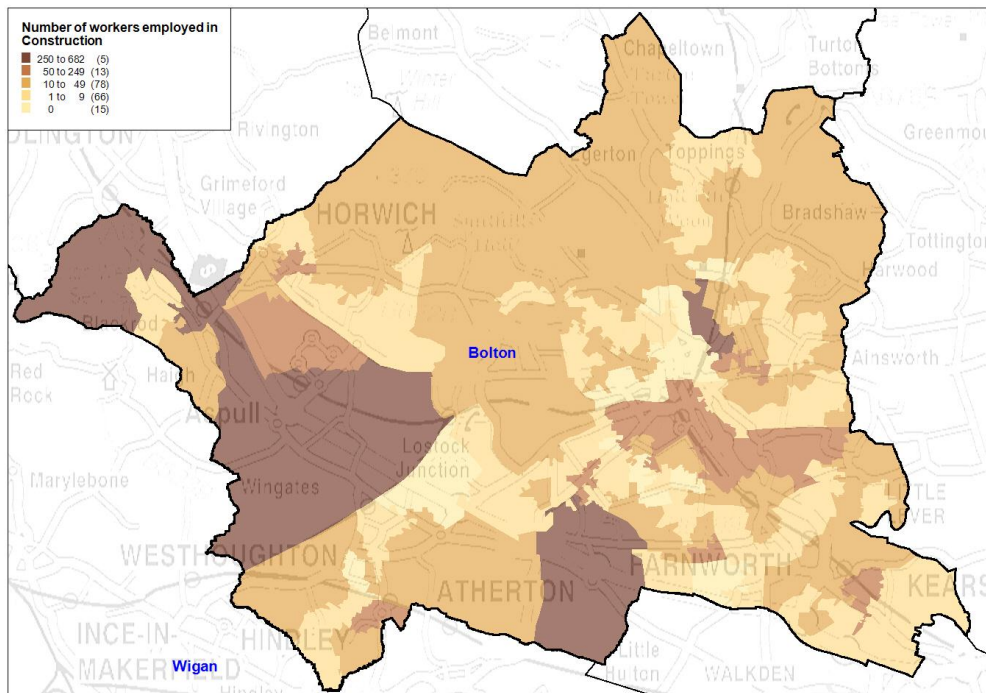 Number of workers employed in
Construction
250 to 682 (5)
50 to 249 (13)
10 to 49 (78)
1 to 9 (66)
0 (15)
Belmont
Chapeltown
Turton
Bottoms
Rivington
Greenmou
Egerton
Toppings
Grimeford
Village
HORWICH
Bradshaw
Tottington
Harwood
Blackrod
Bolton
Ainsworth
Red
Rock
Haigh
Aspull
Lostock
Junction
Marylebone
Wingates
LITTLE
LEVER
WESTHOUGHTON
FARNWORTH
ATHERTON
KEARS
INCE-IN-
MAKERFIELD
HINDLEY
Wigan
Little
Hulton
WALKDEN
Hindley